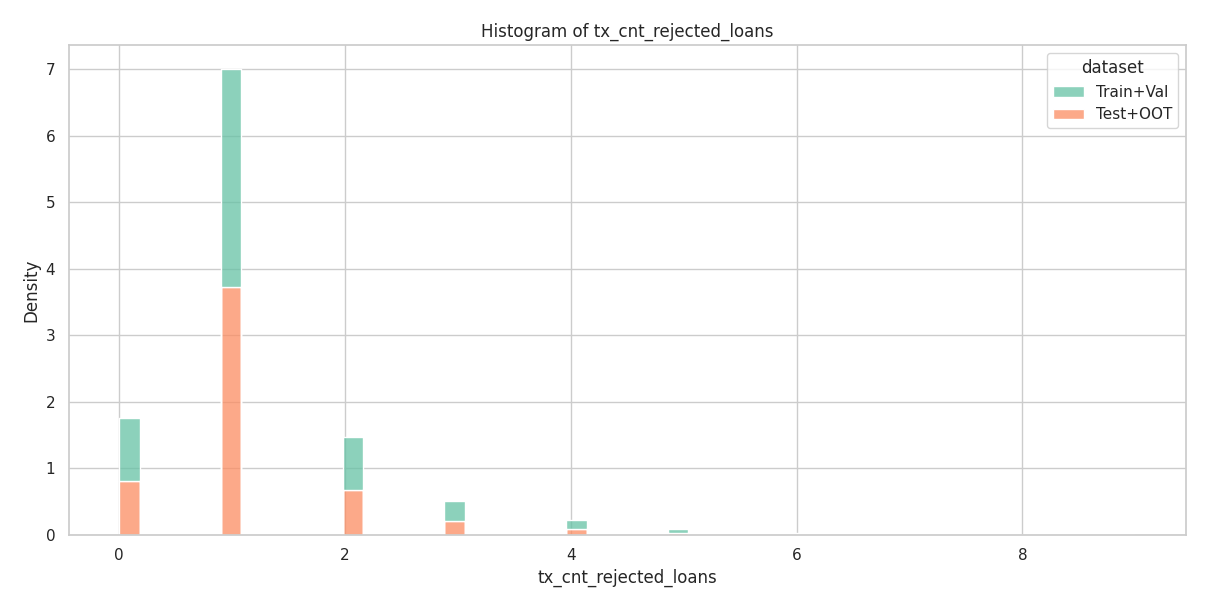 Histogram of tx_cnt_rejected_loans
dataset
Train+Val
Test+OOT
Density
7
6
5
4
3
2
1
0
0 2 4 6 8
tx_cnt_rejected_loans